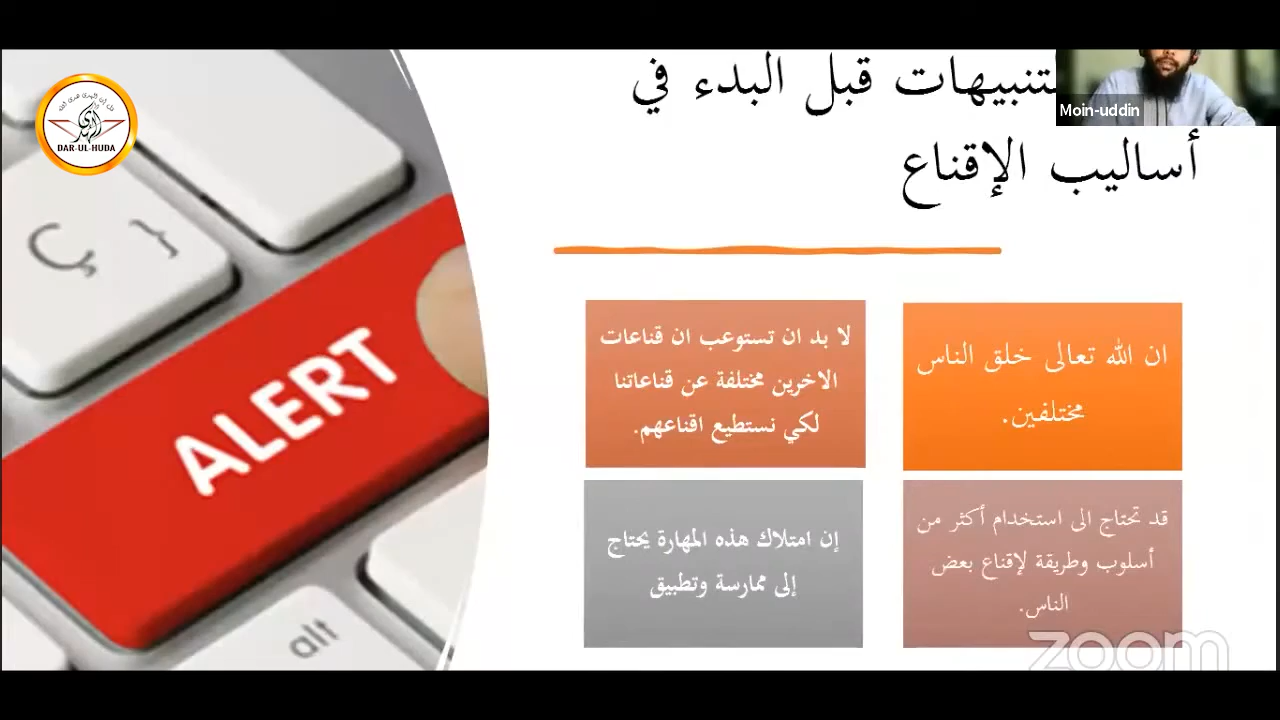 لتنبيهات قبل البدء في
أساليب الإقناع
Moin-uddin
DAR-UL-HUDA
ان الله تعالى خلق الناس
مختلفين.
لا بد ان تستوعب ان قناعات
الاخرين مختلفة عن قناعاتنا
لكي نستطيع اقناعهم.
قد تحتاج الى استخدام أكثر من
أسلوب وطريقة لإقناع بعض
الناس.
إن امتلاك هذه المهارة يحتاج
إلى ممارسة وتطبيق
Ç }
ALERT
alt
zoom